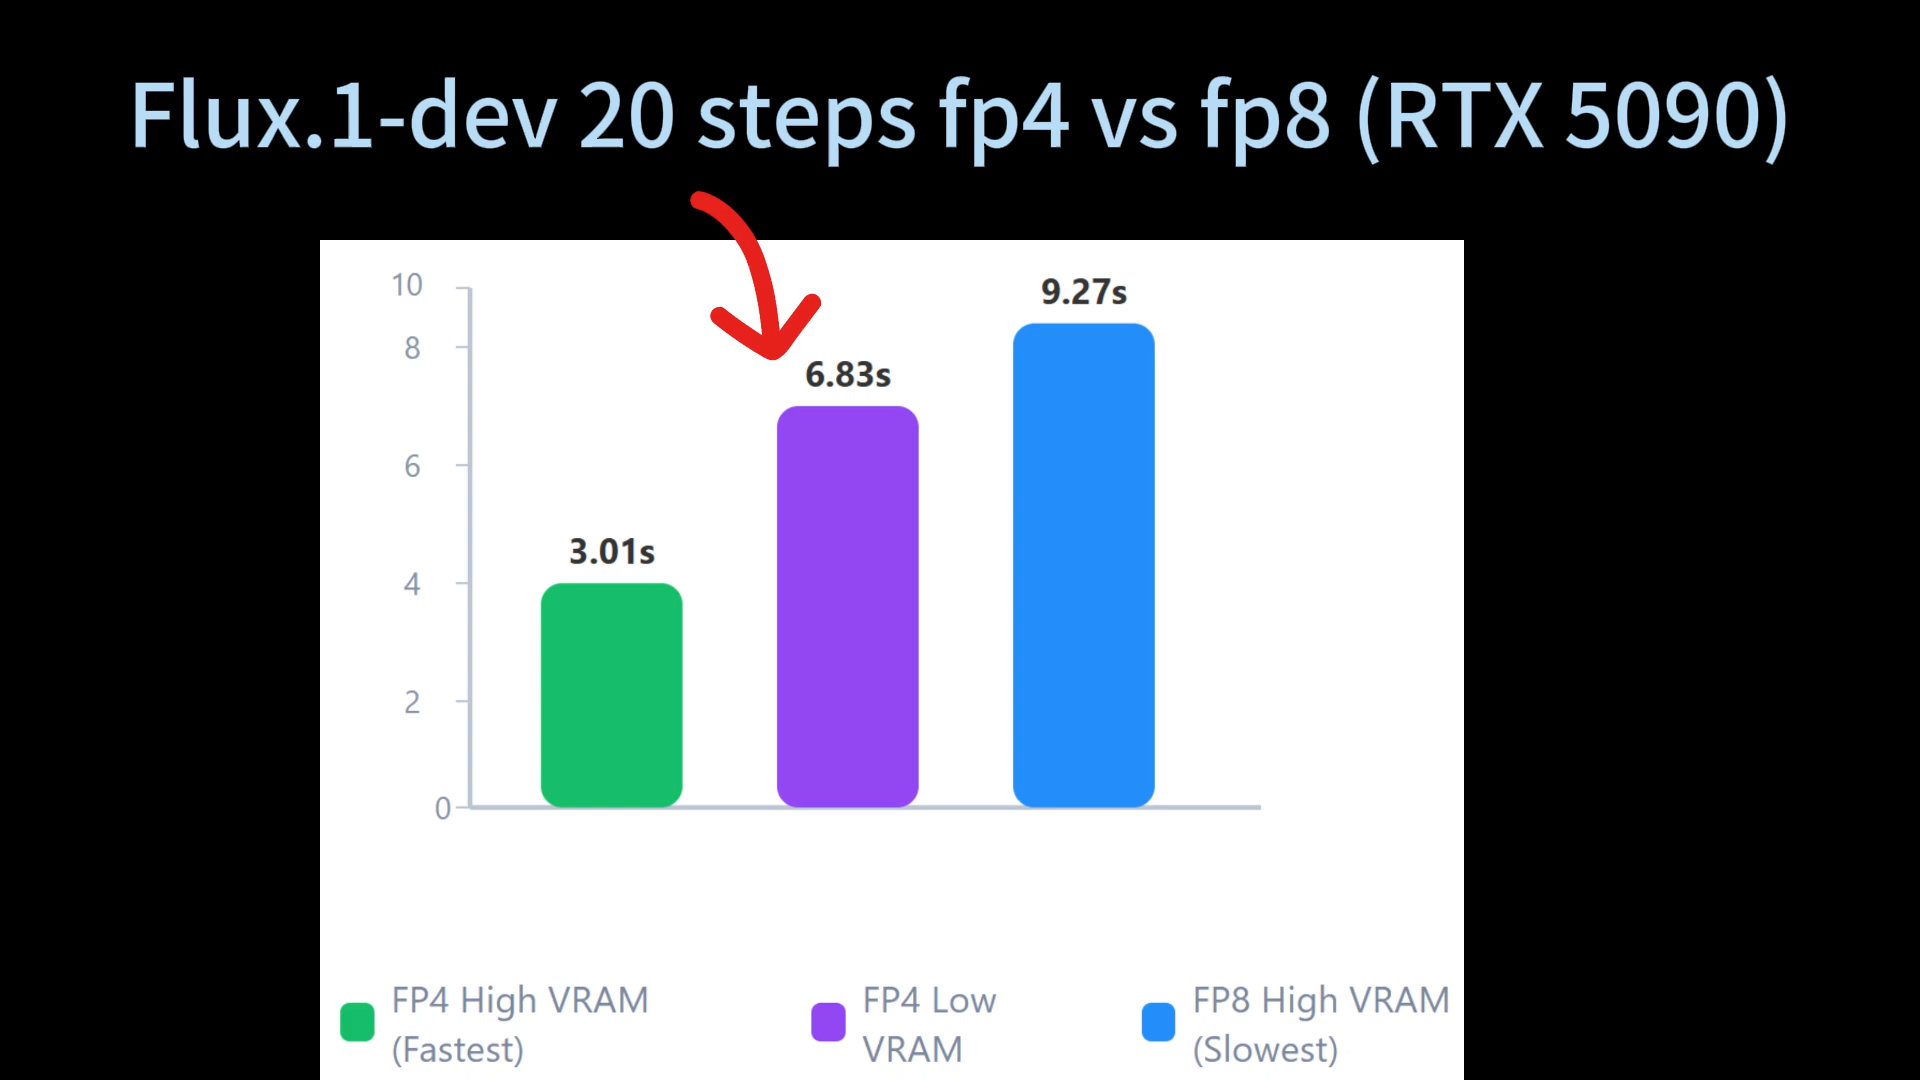 Flux.1-dev 20 steps fp4 vs fp8 (RTX 5090)
10
8
6
4
2
0
3.01s
6.83s
9.27s
FP4 High VRAM
(Fastest)
FP4 Low
VRAM
FP8 High VRAM
(Slowest)